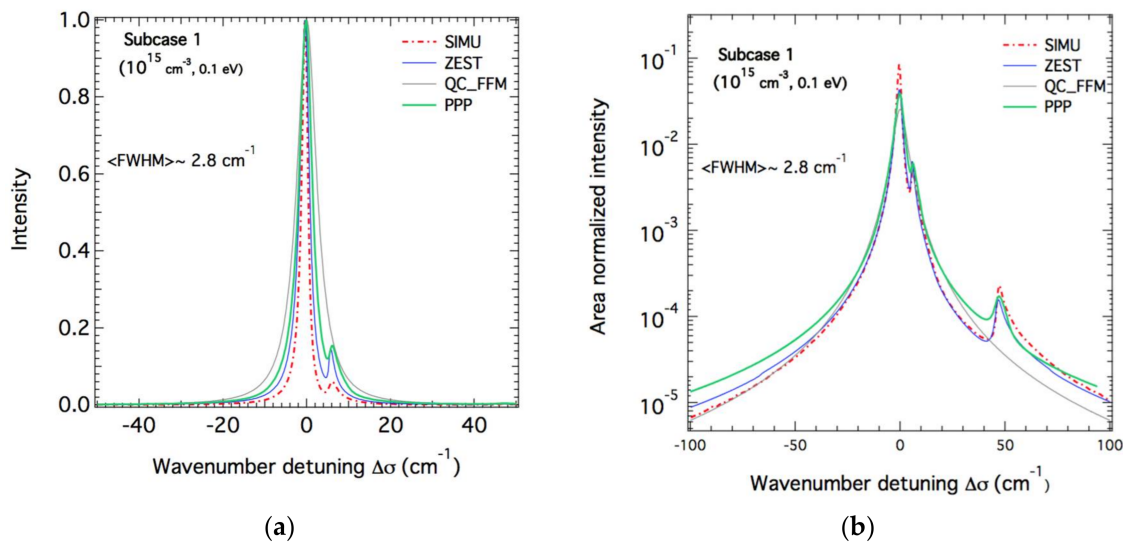 1.0
0.8
0.6
0.4
0.2
0.0
Intensity
Subcase 1
(10¹⁵ cm⁻³, 0.1 eV)
<FWHM>~ 2.8 cm⁻¹
SIMU
ZEST
QC_FFM
PPP
-40 -20 0 20 40
Wavenumber detuning Δσ (cm⁻¹)
(a)
10⁻¹
10⁻²
10⁻³
10⁻⁴
10⁻⁵
Area normalized intensity
Subcase 1
(10¹⁵ cm⁻³, 0.1 eV)
<FWHM>~ 2.8 cm⁻¹
SIMU
ZEST
QC_FFM
PPP
-100 -50 0 50 100
Wavenumber detuning Δσ (cm⁻¹)
(b)